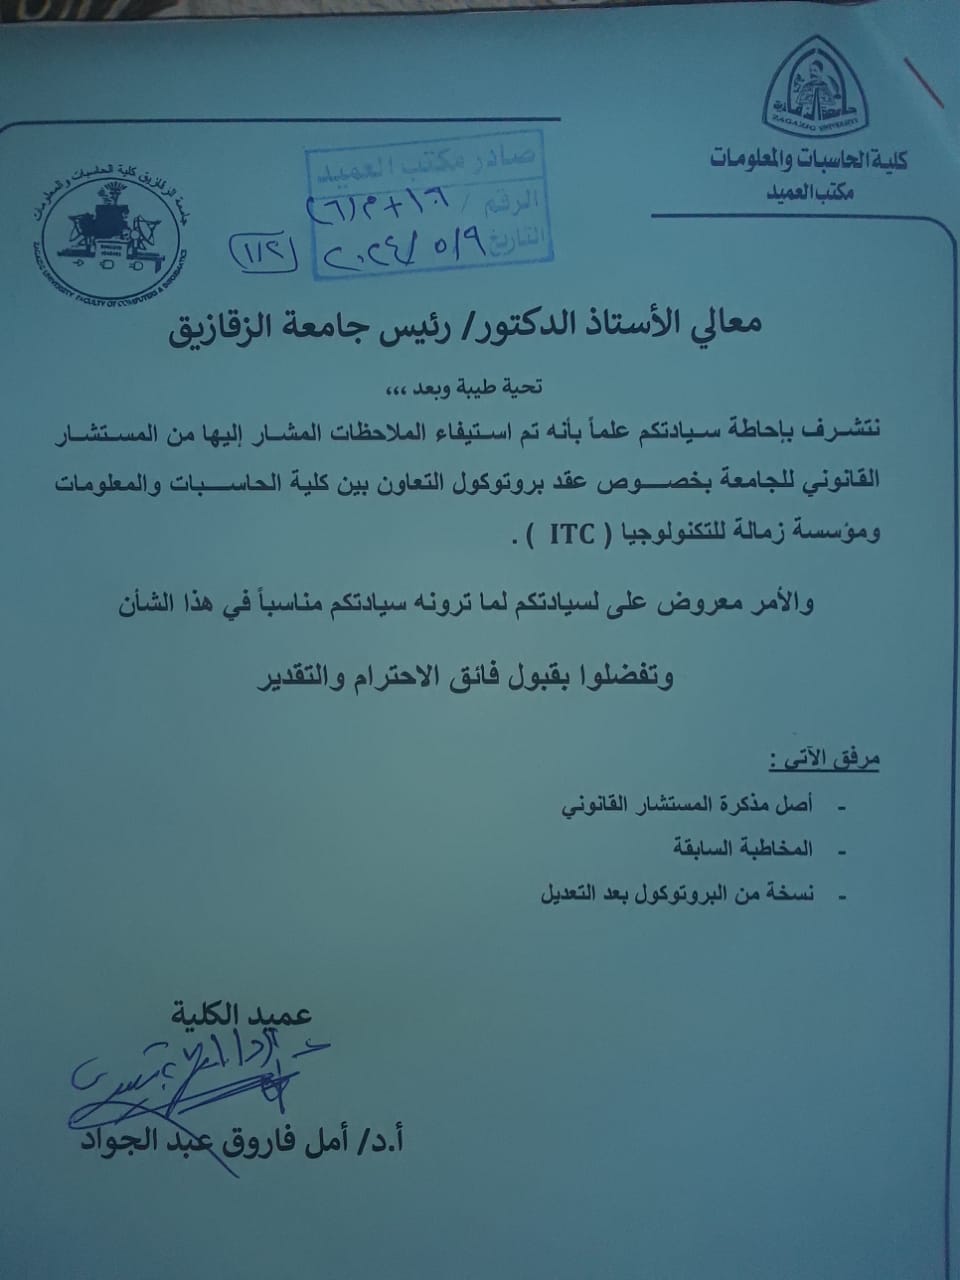 ZAGAZIG UNIVERSITY
كلية الحاسبات والمعلومات
مكتب العميد
جامعة الزقازيق كلية الحاسبات والمعلومات
ZAGAZIG UNIVERSITY FACULTY OF COMPUTERS & INFORMATICS
صادر مكتب العميد
الرقم /
التاريخ ٢٠٢٤/٥/٩
معالي الأستاذ الدكتور/ رئيس جامعة الزقازيق
تحية طيبة وبعد ،،،
نتشرف بإحاطة سيادتكم علماً بأنه تم استيفاء الملاحظات المشار إليها من المستشار
القانوني للجامعة بخصوص عقد بروتوكول التعاون بين كلية الحاسبات والمعلومات
ومؤسسة زمالة للتكنولوجيا ( ITC ) .
والأمر معروض على لسيادتكم لما ترونه سيادتكم مناسباً في هذا الشأن
وتفضلوا بقبول فائق الاحترام والتقدير
مرفق الآتي :
- أصل مذكرة المستشار القانوني
- المخاطبة السابقة
- نسخة من البروتوكول بعد التعديل
عميد الكلية
أ.د/ أمل فاروق عبد الجواد